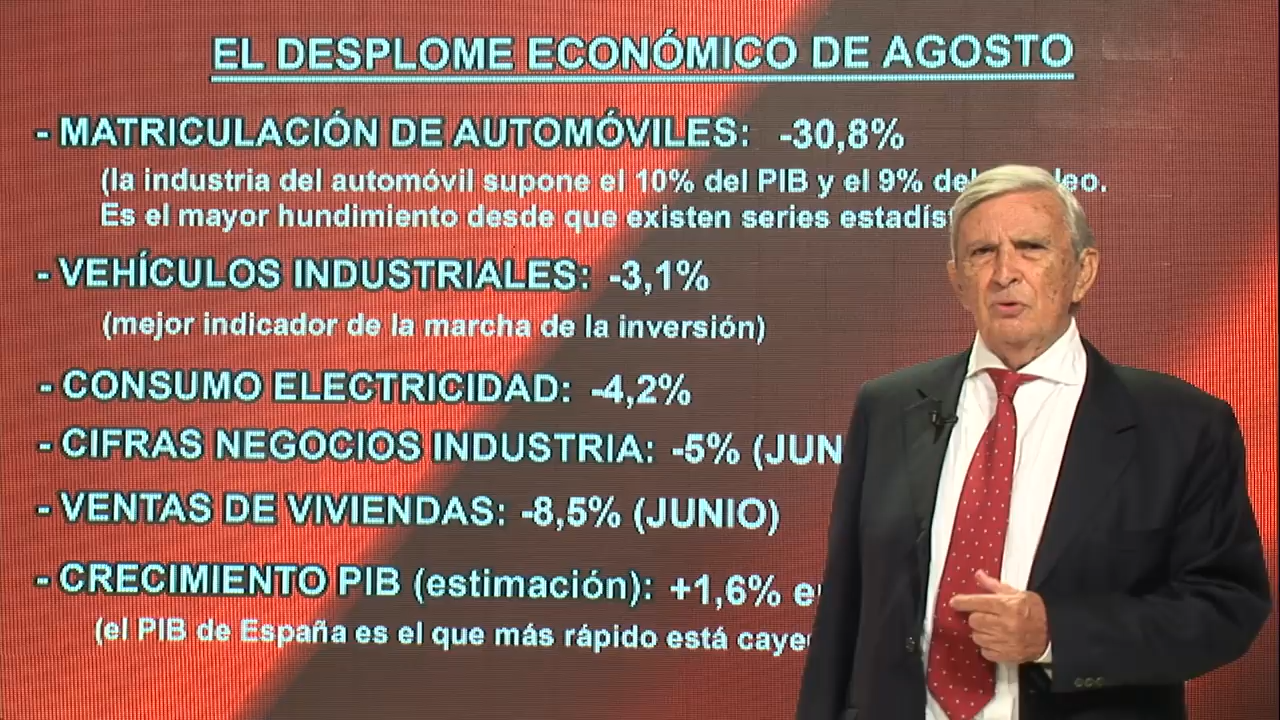 EL DESPLOME ECONÓMICO DE AGOSTO
- MATRICULACIÓN DE AUTOMÓVILES: -30,8%
(la industria del automóvil supone el 10% del PIB y el 9%
Es el mayor hundimiento desde que existen series
- VEHÍCULOS INDUSTRIALES: -3,1%
(mejor indicador de la marcha de la inversión)
- CONSUMO ELECTRICIDAD: -4,2%
- CIFRAS NEGOCIOS INDUSTRIA: -5%
- VENTAS DE VIVIENDAS: -8,5% (JUNIO)
- CRECIMIENTO PIB (estimación): +1,6%
(el PIB de España es el que más rápido está